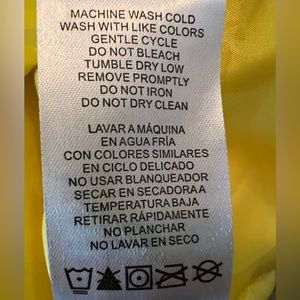 MACHINE WASH COLD
WASH WITH LIKE COLORS
GENTLE CYCLE
DO NOT BLEACH
TUMBLE DRY LOW
REMOVE PROMPTLY
DO NOT IRON
DO NOT DRY CLEAN
LAVAR A MÁQUINA
EN AGUA FRÍA
CON COLORES SIMILARES
EN CICLO DELICADO
NO USAR BLANQUEADOR
SECAR EN SECADORA A
TEMPERATURA BAJA
RETIRAR RÁPIDAMENTE
NO PLANCHAR
NO LAVAR EN SECO